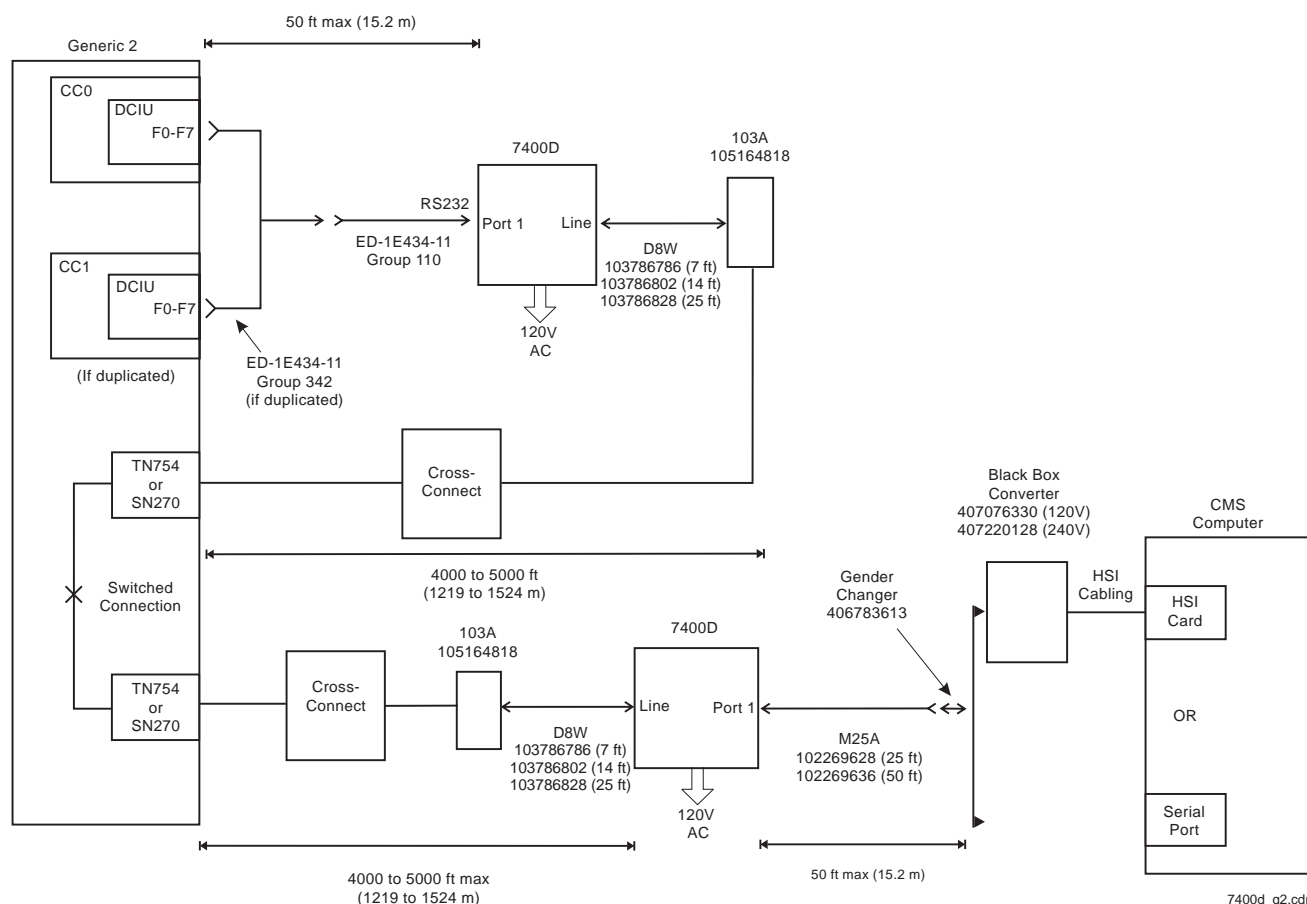 50 ft max (15.2 m)
Generic 2
CC0
DCIU
F0-F7
7400D
103A
105164818
RS232
Port 1
Line
ED-1E434-11
Group 110
D8W
103786786 (7 ft)
103786802 (14 ft)
103786828 (25 ft)
CC1
DCIU
F0-F7
120V
AC
(If duplicated)
ED-1E434-11
Group 342
(if duplicated)
TN754
or
SN270
Cross-
Connect
Black Box
Converter
407076330 (120V)
407220128 (240V)
CMS
Computer
4000 to 5000 ft
(1219 to 1524 m)
Switched
Connection
Gender
Changer
406783613
HSI
Cabling
HSI
Card
103A
105164818
7400D
TN754
or
SN270
Cross-
Connect
Line
Port 1
OR
D8W
103786786 (7 ft)
103786802 (14 ft)
103786828 (25 ft)
M25A
102269628 (25 ft)
102269636 (50 ft)
120V
AC
Serial
Port
4000 to 5000 ft max
(1219 to 1524 m)
50 ft max (15.2 m)
7400d_g2.cdr